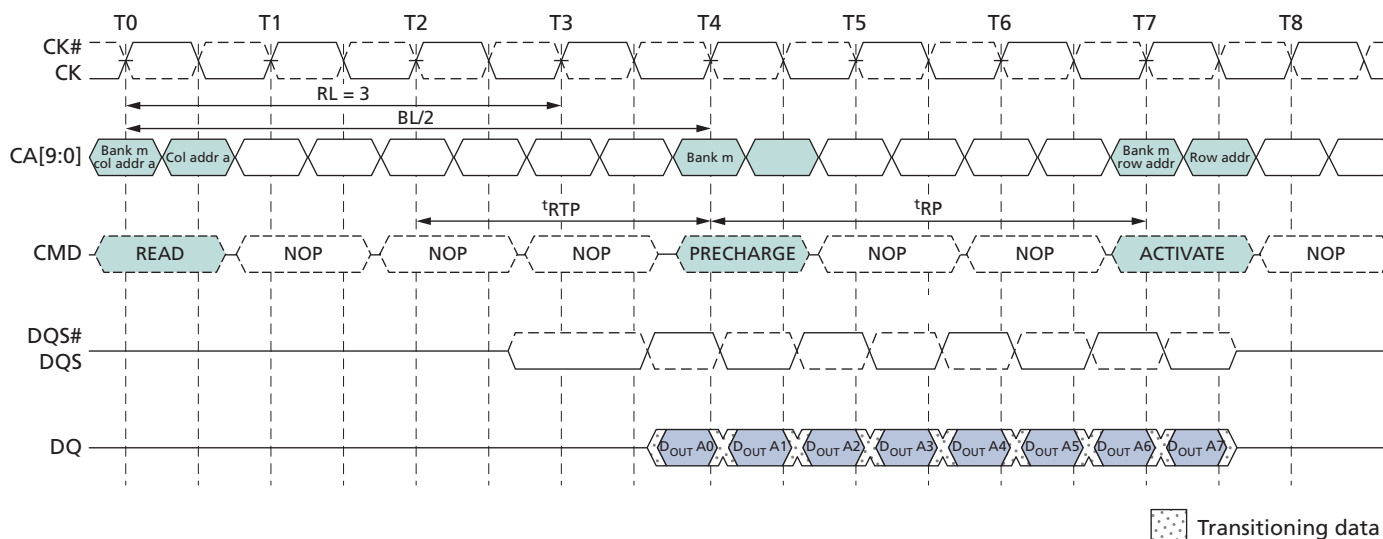 T0 T1 T2 T3 T4 T5 T6 T7 T8
CK#
CK
RL = 3
BL/2
CA[9:0] Bank m col addr a Col addr a Bank m Bank m row addr Row addr
tRTP tRP
CMD READ NOP NOP NOP PRECHARGE NOP NOP ACTIVATE NOP
DQS#
DQS
DQ DOUT A0 DOUT A1 DOUT A2 DOUT A3 DOUT A4 DOUT A5 DOUT A6 DOUT A7
Transitioning data